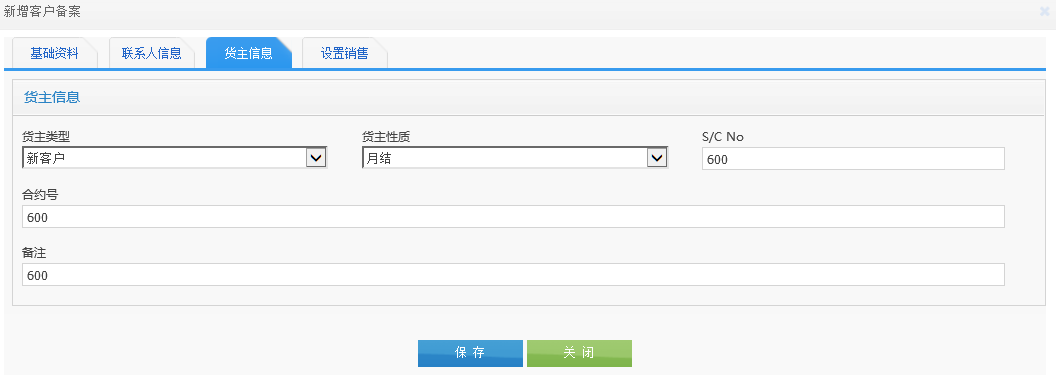 新增客户备案
基础资料 联系人信息 货主信息 设置销售
货主信息
货主类型 货主性质 S/C No
新客户 月结 600
合约号
600
备注
600
保 存 关 闭